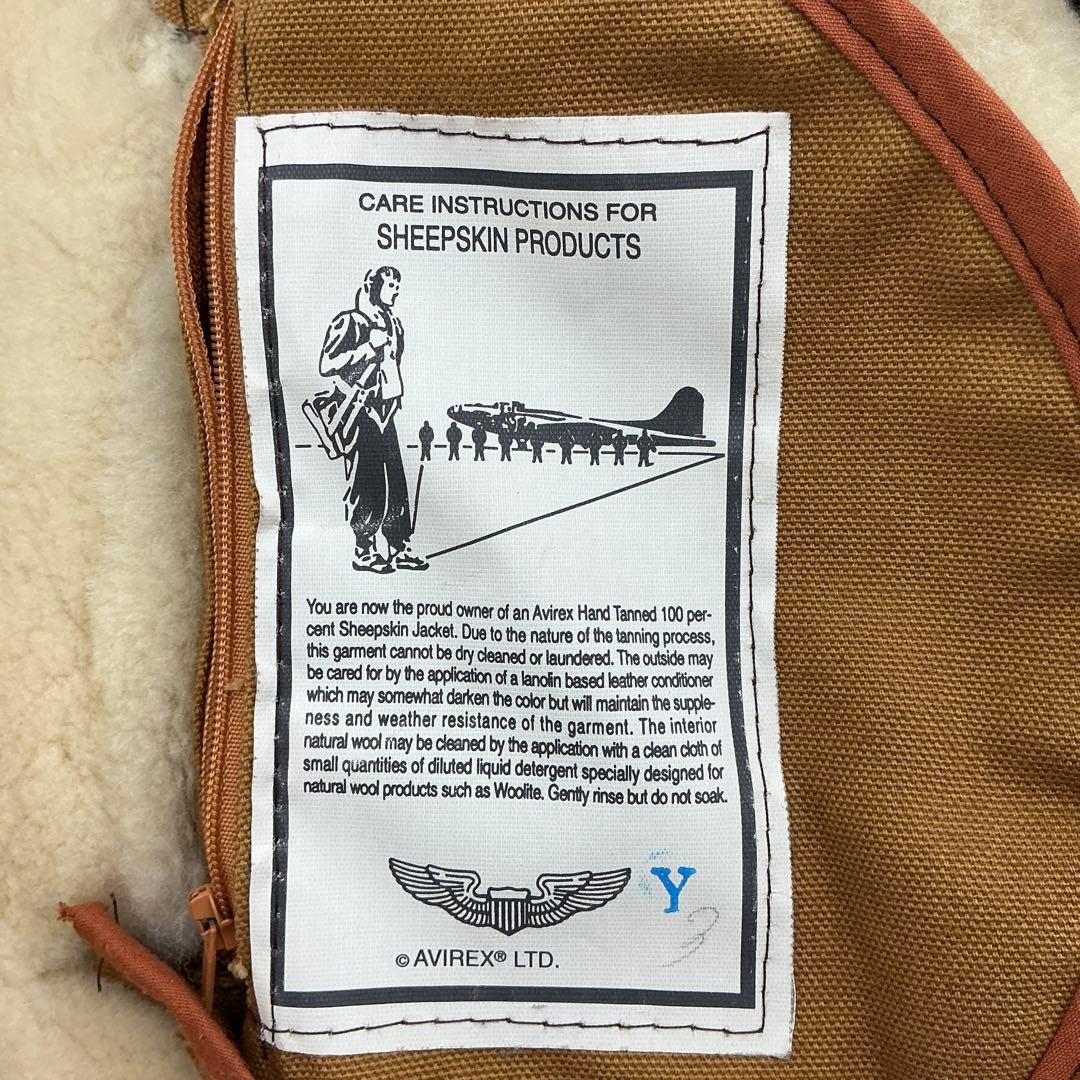 CARE INSTRUCTIONS FOR
SHEEPSKIN PRODUCTS
You are now the proud owner of an Avirex Hand Tanned 100 per-
cent Sheepskin Jacket. Due to the nature of the tanning process,
this garment cannot be dry cleaned or laundered. The outside may
be cared for by the application of a lanolin based leather conditioner
which may somewhat darken the color but will maintain the supple-
ness and weather resistance of the garment. The interior
natural wool may be cleaned by the application with a clean cloth of
small quantities of diluted liquid detergent specially designed for
natural wool products such as Woolite. Gently rinse but do not soak.
Y
3
© AVIREX® LTD.